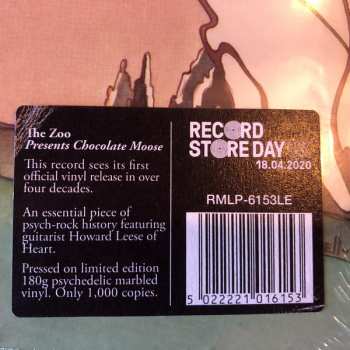 The Zoo
Presents Chocolate Moose
This record sees its first
official vinyl release in over
four decades.
An essential piece of
psych-rock history featuring
guitarist Howard Leese of
Heart.
Pressed on limited edition
180g psychedelic marbled
vinyl. Only 1,000 copies.
RECORD
STORE DAY
18.04.2020
RMLP-6153LE
5 022221 016153